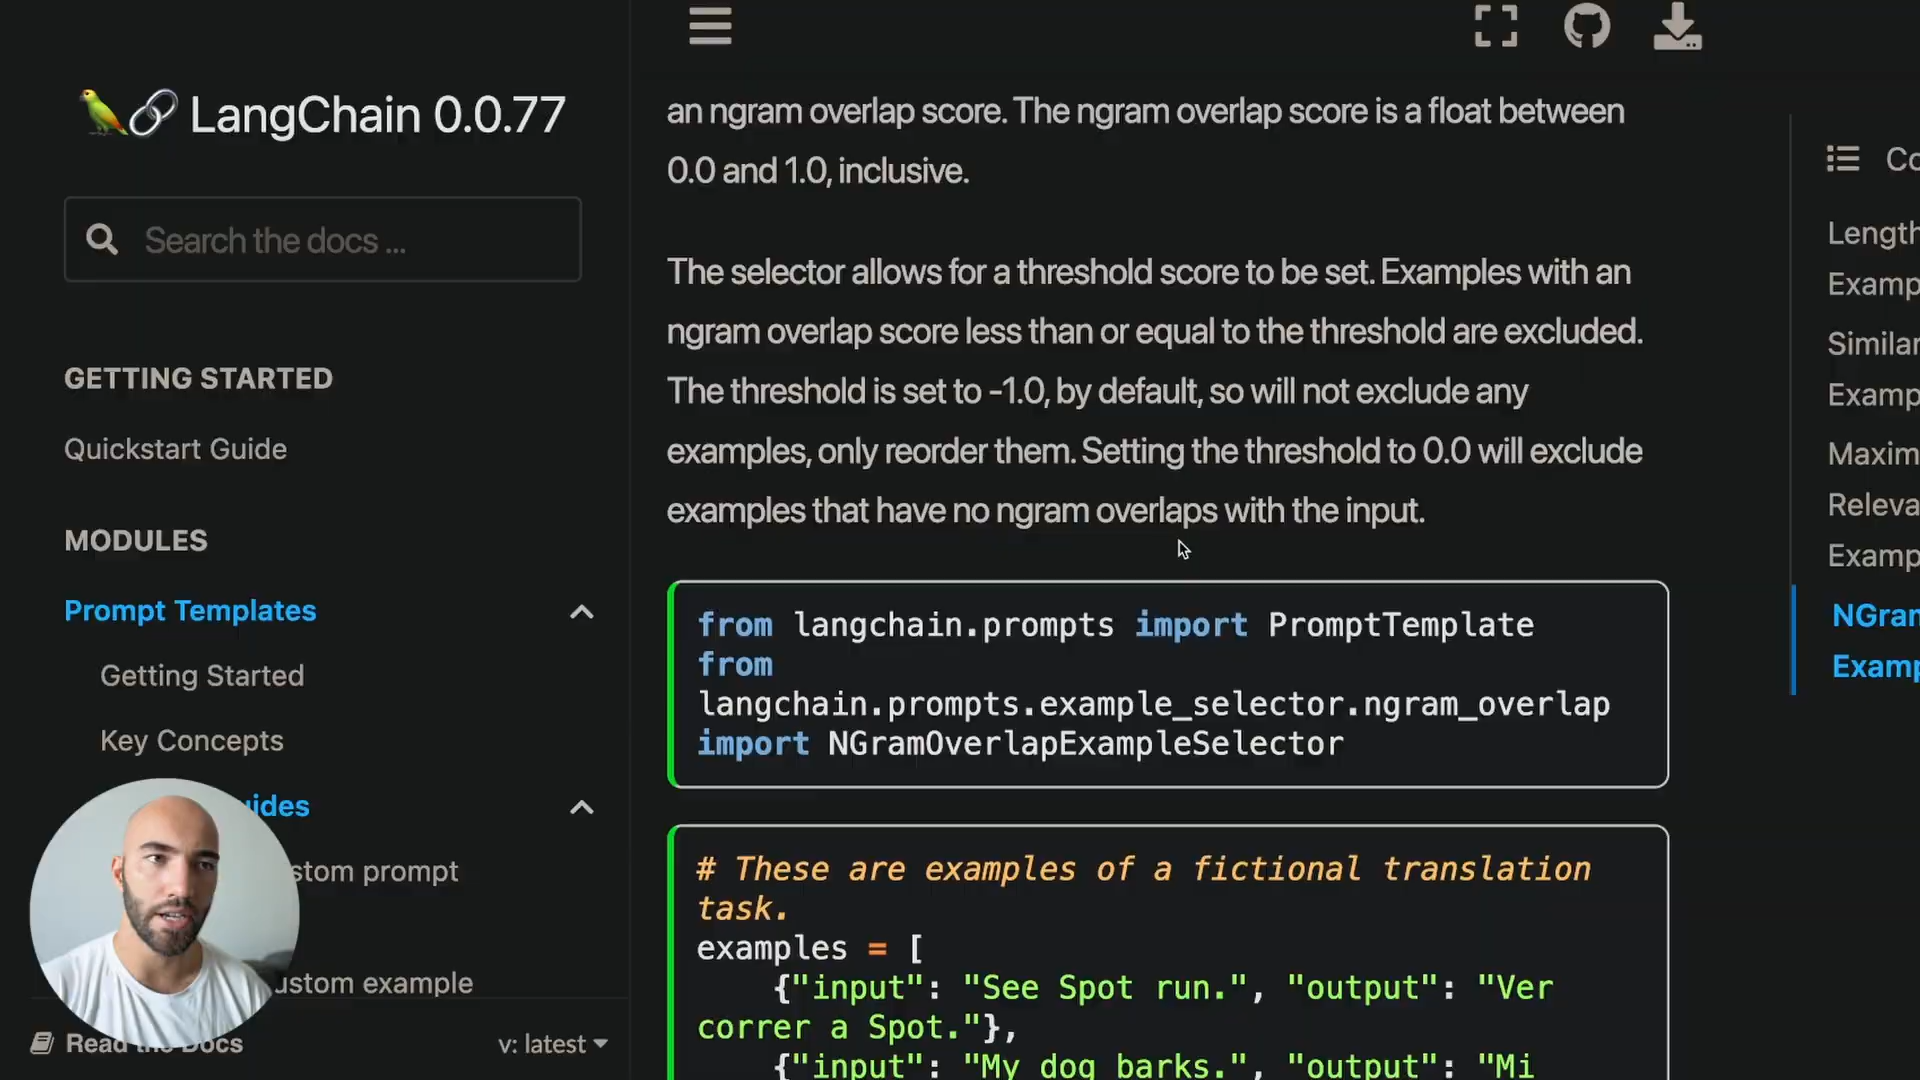 LangChain 0.0.77
Search the docs ...
GETTING STARTED
Quickstart Guide
MODULES
Prompt Templates
Getting Started
Key Concepts
ides
stom prompt
ustom example
Read the Docs
v: latest
an ngram overlap score. The ngram overlap score is a float between
0.0 and 1.0, inclusive.
The selector allows for a threshold score to be set. Examples with an
ngram overlap score less than or equal to the threshold are excluded.
The threshold is set to -1.0, by default, so will not exclude any
examples, only reorder them. Setting the threshold to 0.0 will exclude
examples that have no ngram overlaps with the input.
from langchain.prompts import PromptTemplate
from
langchain.prompts.example_selector.ngram_overlap
import NGramOverlapExampleSelector
# These are examples of a fictional translation
task.
examples = [
{"input": "See Spot run.", "output": "Ver
correr a Spot."},
{"input": "My dog barks.", "output": "Mi
Co
Length
Examp
Similar
Examp
Maxim
Releva
Examp
NGram
Examp